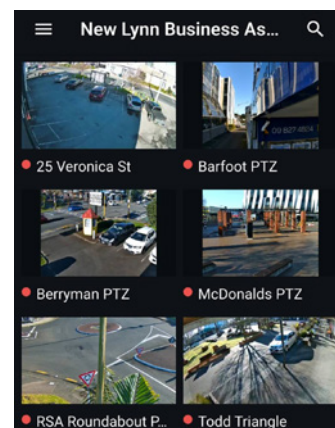 New Lynn Business As...
25 Veronica St
Barfoot PTZ
Berryman PTZ
McDonalds PTZ
RSA Roundabout P...
Todd Triangle